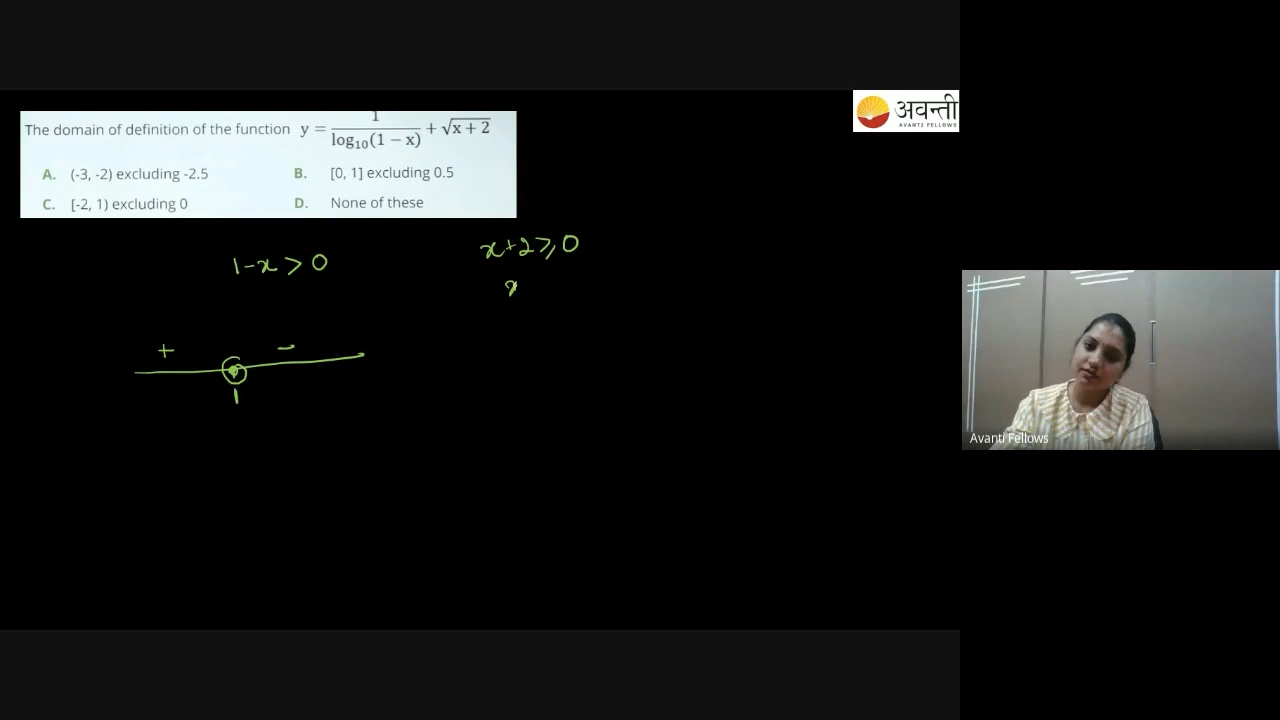 The domain of definition of the function y = 1/log₁₀(1 − x) + √x + 2
A. (-3, -2) excluding -2.5
B. [0, 1] excluding 0.5
C. [-2, 1) excluding 0
D. None of these
अवन्ती
AVANTI FELLOWS
1-x > 0
x+2 ≥ 0
x
+ -
1
Avanti Fellows